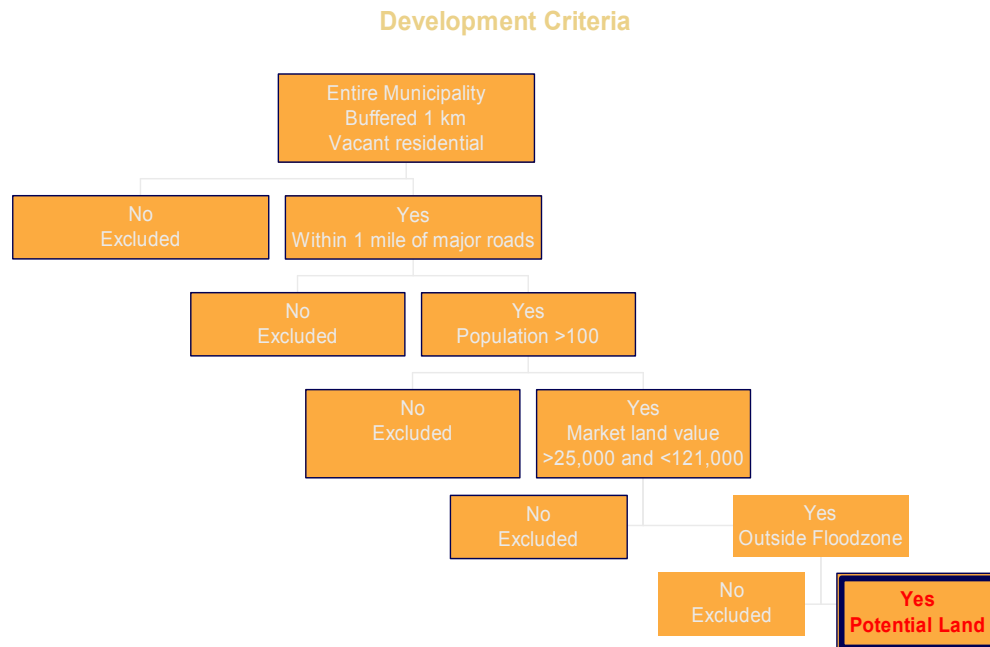 Development Criteria
Entire Municipality
Buffered 1 km
Vacant residential
No
Excluded
Yes
Within 1 mile of major roads
No
Excluded
Yes
Population >100
No
Excluded
Yes
Market land value
>25,000 and <121,000
No
Excluded
Yes
Outside Floodzone
No
Excluded
Yes
Potential Land